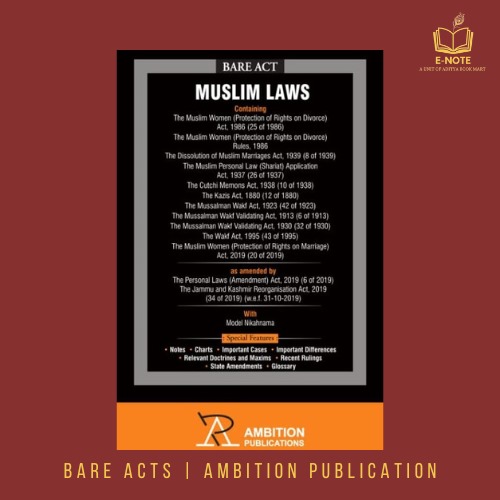 E-NOTE
A UNIT OF ADITYA BOOK MART
BARE ACT
MUSLIM LAWS
Containing
The Muslim Women (Protection of Rights on Divorce)
Act, 1986 (25 of 1986)
The Muslim Women (Protection of Rights on Divorce)
Rules, 1986
The Dissolution of Muslim Marriages Act, 1939 (8 of 1939)
The Muslim Personal Law (Shariat) Application
Act, 1937 (26 of 1937)
The Cutchi Memons Act, 1938 (10 of 1938)
The Kazis Act, 1880 (12 of 1880)
The Mussalman Wakf Act, 1923 (42 of 1923)
The Mussalman Wakf Validating Act, 1913 (6 of 1913)
The Mussalman Wakf Validating Act, 1930 (32 of 1930)
The Wakf Act, 1995 (43 of 1995)
The Muslim Women (Protection of Rights on Marriage)
Act, 2019 (20 of 2019)
as amended by
The Personal Laws (Amendment) Act, 2019 (6 of 2019)
The Jammu and Kashmir Reorganisation Act, 2019
(34 of 2019) (w.e.f. 31-10-2019)
With
Model Nikahnama
Special Features :
• Notes • Charts • Important Cases • Important Differences
• Relevant Doctrines and Maxims • Recent Rulings
• State Amendments • Glossary
AMBITION
PUBLICATIONS
BARE ACTS | AMBITION PUBLICATION